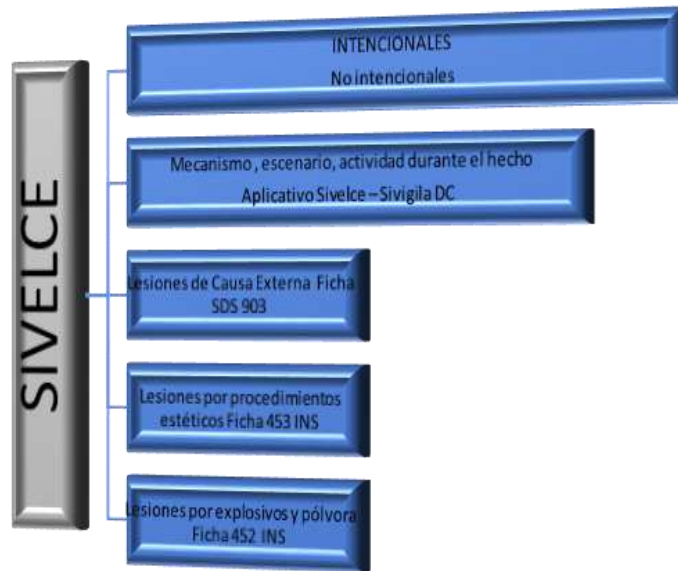 SIVELCE
INTENCIONALES
No intencionales
Mecanismo , escenario, actividad durante el hecho
Aplicativo Sivelce – Sivigila DC
Lesiones de Causa Externa Ficha
SDS 903
Lesiones por procedimientos
estéticos Ficha 453 INS
Lesiones por explosivos y pólvora
Ficha 452 INS